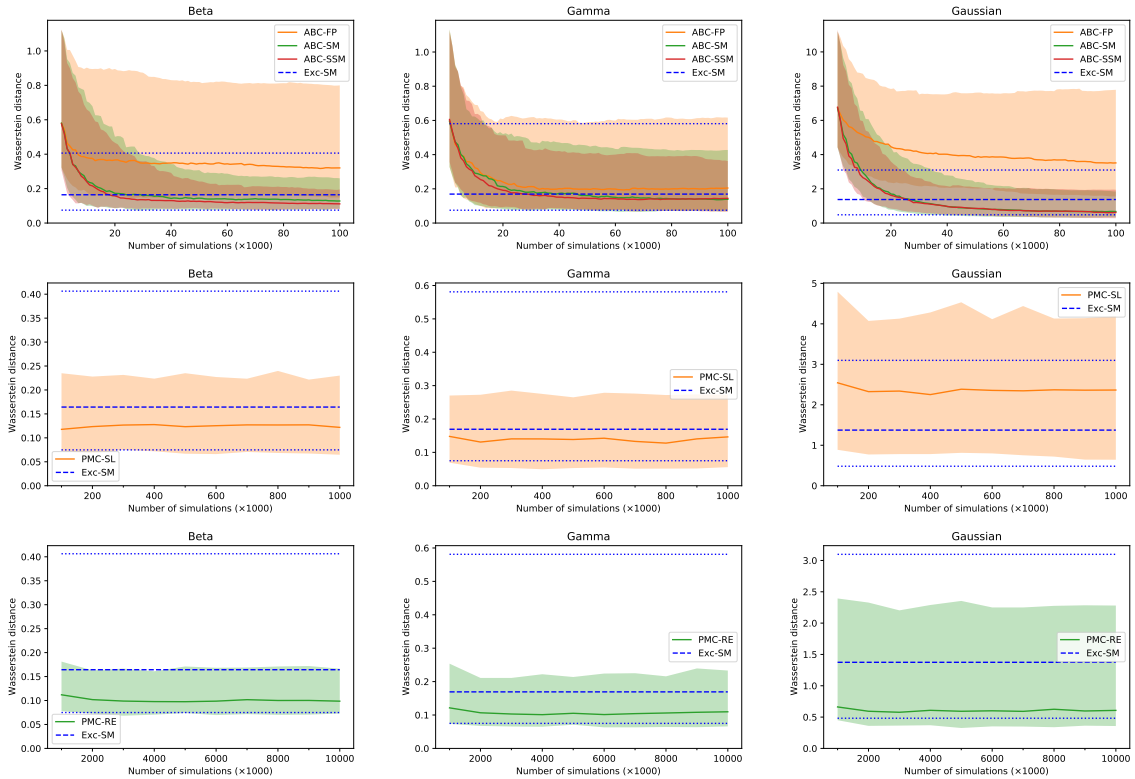 Beta
Wasserstein distance
1.0
0.8
0.6
0.4
0.2
0.0
ABC-FP
ABC-SM
ABC-SSM
Exc-SM
20
40
60
80
100
Number of simulations (×1000)
Gamma
Wasserstein distance
1.0
0.8
0.6
0.4
0.2
0.0
ABC-FP
ABC-SM
ABC-SSM
Exc-SM
20
40
60
80
100
Number of simulations (×1000)
Gaussian
Wasserstein distance
10
8
6
4
2
0
ABC-FP
ABC-SM
ABC-SSM
Exc-SM
20
40
60
80
100
Number of simulations (×1000)
Beta
Wasserstein distance
0.40
0.35
0.30
0.25
0.20
0.15
0.10
0.05
0.00
PMC-SL
Exc-SM
200
400
600
800
1000
Number of simulations (×1000)
Gamma
Wasserstein distance
0.6
0.5
0.4
0.3
0.2
0.1
0.0
PMC-SL
Exc-SM
200
400
600
800
1000
Number of simulations (×1000)
Gaussian
Wasserstein distance
5
4
3
2
1
0
PMC-SL
Exc-SM
200
400
600
800
1000
Number of simulations (×1000)
Beta
Wasserstein distance
0.40
0.35
0.30
0.25
0.20
0.15
0.10
0.05
0.00
PMC-RE
Exc-SM
2000
4000
6000
8000
10000
Number of simulations (×1000)
Gamma
Wasserstein distance
0.6
0.5
0.4
0.3
0.2
0.1
0.0
PMC-RE
Exc-SM
2000
4000
6000
8000
10000
Number of simulations (×1000)
Gaussian
Wasserstein distance
3.0
2.5
2.0
1.5
1.0
0.5
0.0
PMC-RE
Exc-SM
2000
4000
6000
8000
10000
Number of simulations (×1000)